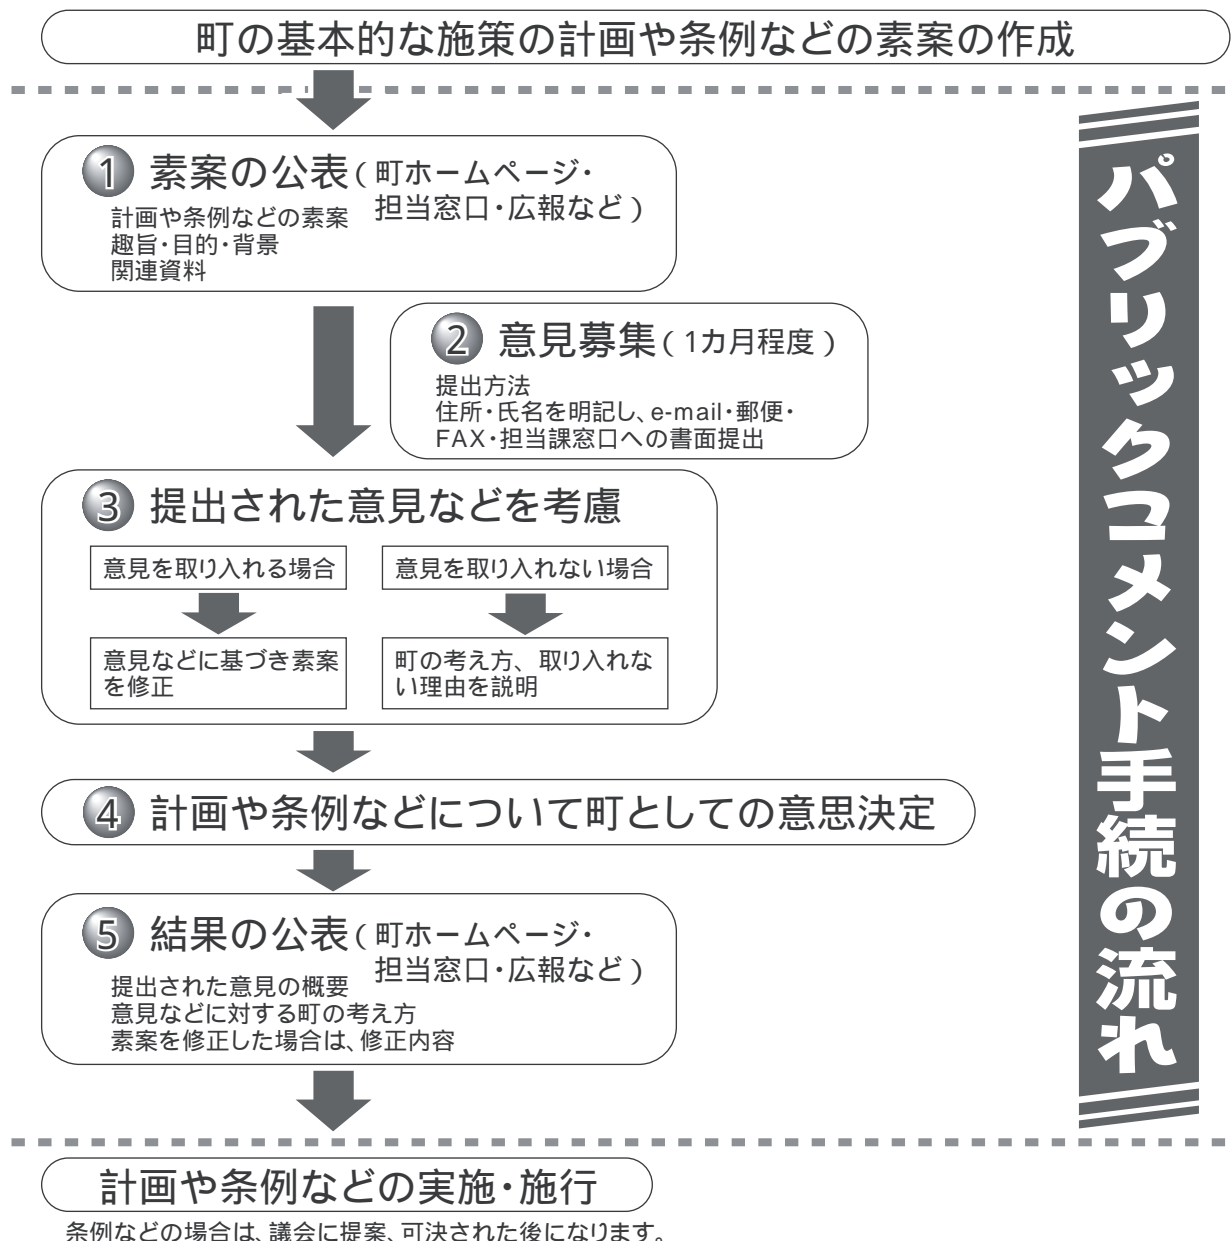 町の基本的な施策の計画や条例などの素案の作成
パブリックコメント手続の流れ
1 素案の公表(町ホームページ・
担当窓口・広報など)
計画や条例などの素案
趣旨・目的・背景
関連資料
2 意見募集(1カ月程度)
提出方法
住所・氏名を明記し、e-mail・郵便・
FAX・担当課窓口への書面提出
3 提出された意見などを考慮
意見を取り入れる場合
意見などに基づき素案
を修正
意見を取り入れない場合
町の考え方、取り入れな
い理由を説明
4 計画や条例などについて町としての意思決定
5 結果の公表(町ホームページ・
担当窓口・広報など)
提出された意見の概要
意見などに対する町の考え方
素案を修正した場合は、修正内容
計画や条例などの実施・施行
条例などの場合は、議会に提案、可決された後になります。